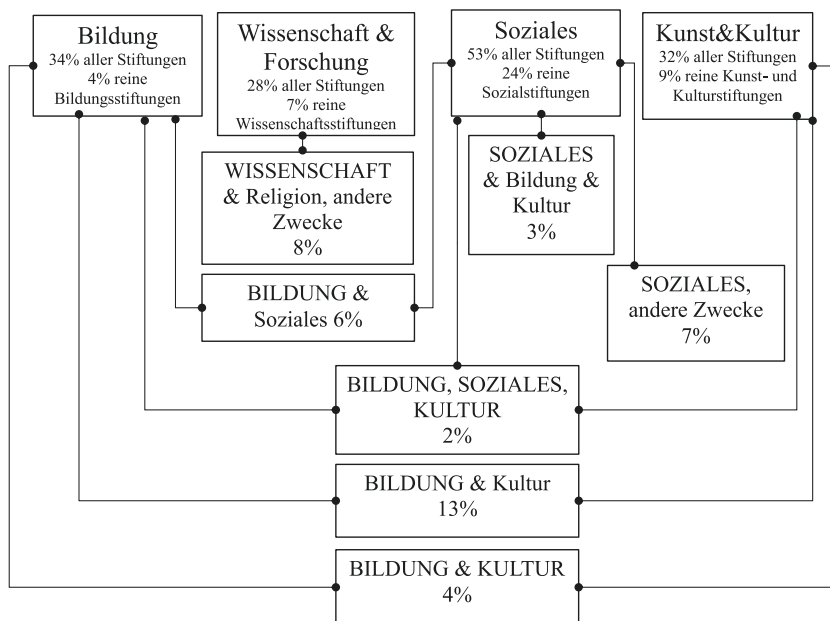 Bildung
34% aller Stiftungen
4% reine
Bildungsstiftungen
Wissenschaft &
Forschung
28% aller Stiftungen
7% reine
Wissenschaftsstiftungen
Soziales
53% aller Stiftungen
24% reine
Sozialstiftungen
Kunst&Kultur
32% aller Stiftungen
9% reine Kunst- und
Kulturstiftungen
WISSENSCHAFT
& Religion, andere
Zwecke
8%
SOZIALES
& Bildung &
Kultur
3%
BILDUNG &
Soziales 6%
SOZIALES,
andere Zwecke
7%
BILDUNG, SOZIALES,
KULTUR
2%
BILDUNG & Kultur
13%
BILDUNG & KULTUR
4%